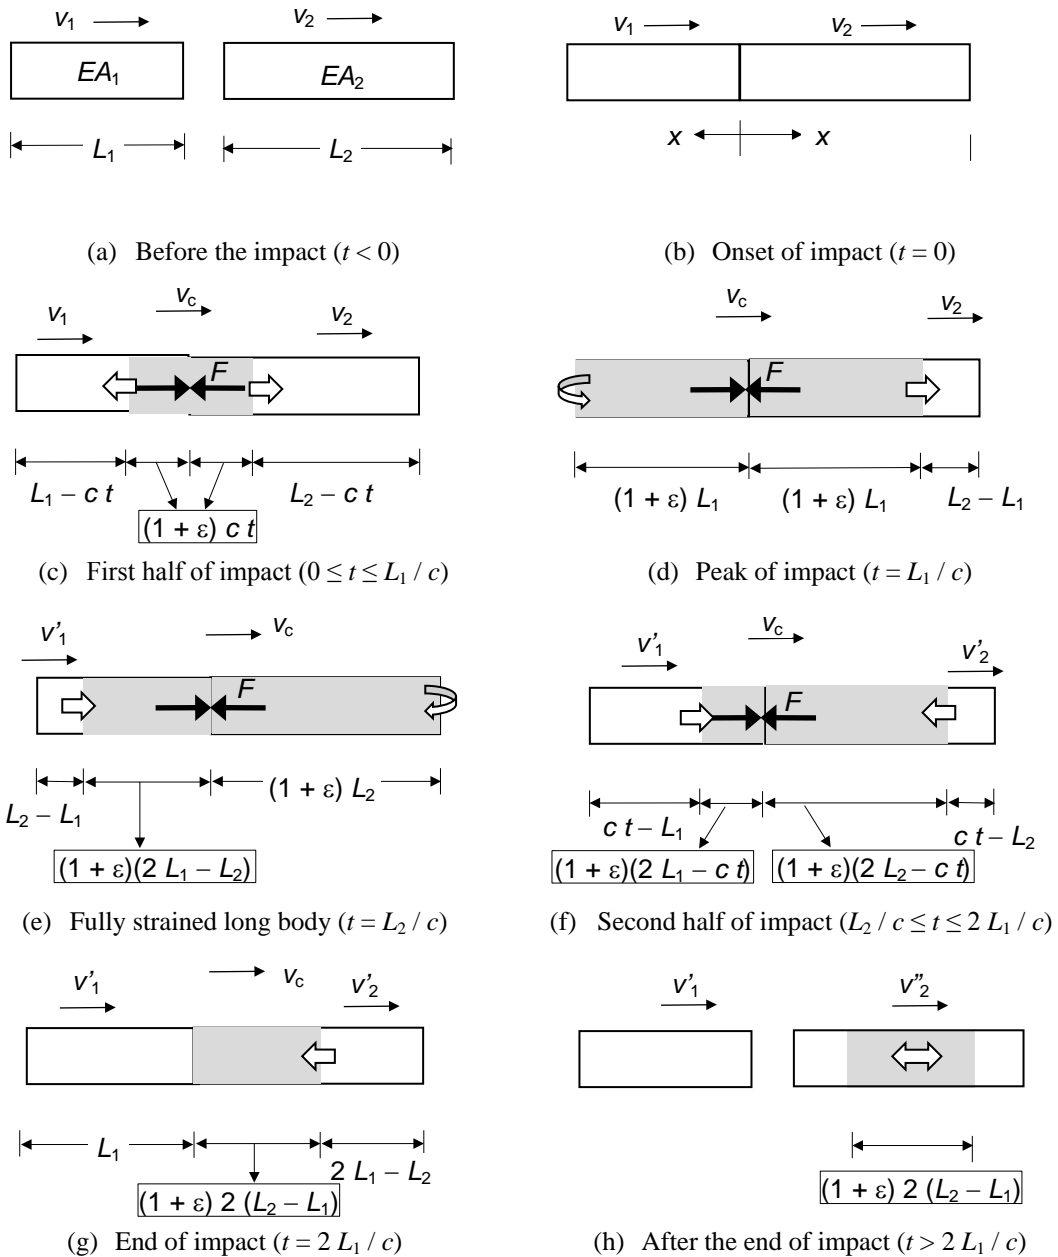 v₁ v₂
EA₁ EA₂
L₁ L₂
(a) Before the impact (t < 0)
v₁ v₂
x x
(b) Onset of impact (t = 0)
v₁ v꜀ v₂
F
L₁ – c t L₂ – c t
(1 + ε) c t
(c) First half of impact (0 ≤ t ≤ L₁ / c)
v꜀ v₂
F
(1 + ε) L₁ (1 + ε) L₁ L₂ – L₁
(d) Peak of impact (t = L₁ / c)
v'₁ v꜀
F
L₂ – L₁ (1 + ε) L₂
(1 + ε)(2 L₁ – L₂)
(e) Fully strained long body (t = L₂ / c)
v'₁ v꜀ v'₂
F
c t – L₁ c t – L₂
(1 + ε)(2 L₁ – c t) (1 + ε)(2 L₂ – c t)
(f) Second half of impact (L₂ / c ≤ t ≤ 2 L₁ / c)
v'₁ v꜀ v'₂
L₁ 2 L₁ – L₂
(1 + ε) 2 (L₂ – L₁)
(g) End of impact (t = 2 L₁ / c)
v'₁ v"₂
(1 + ε) 2 (L₂ – L₁)
(h) After the end of impact (t > 2 L₁ / c)